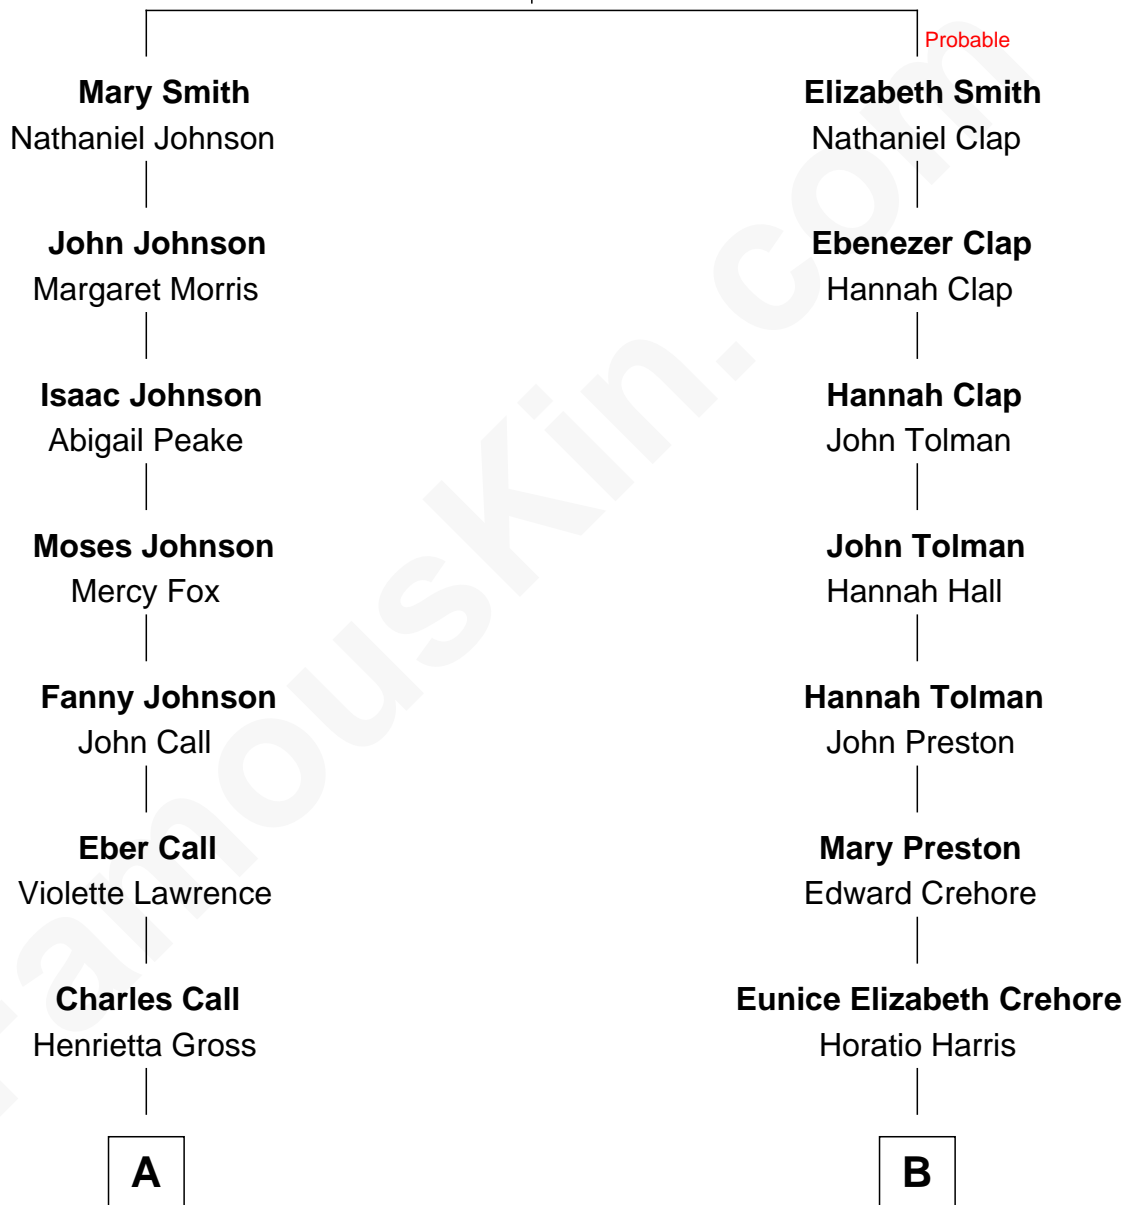 Probable
Mary Smith
Nathaniel Johnson
Elizabeth Smith
Nathaniel Clap
John Johnson
Margaret Morris
Ebenezer Clap
Hannah Clap
Isaac Johnson
Abigail Peake
Hannah Clap
John Tolman
Moses Johnson
Mercy Fox
John Tolman
Hannah Hall
Fanny Johnson
John Call
Hannah Tolman
John Preston
Eber Call
Violette Lawrence
Mary Preston
Edward Crehore
Charles Call
Henrietta Gross
Eunice Elizabeth Crehore
Horatio Harris
A
B
FamousKin.com